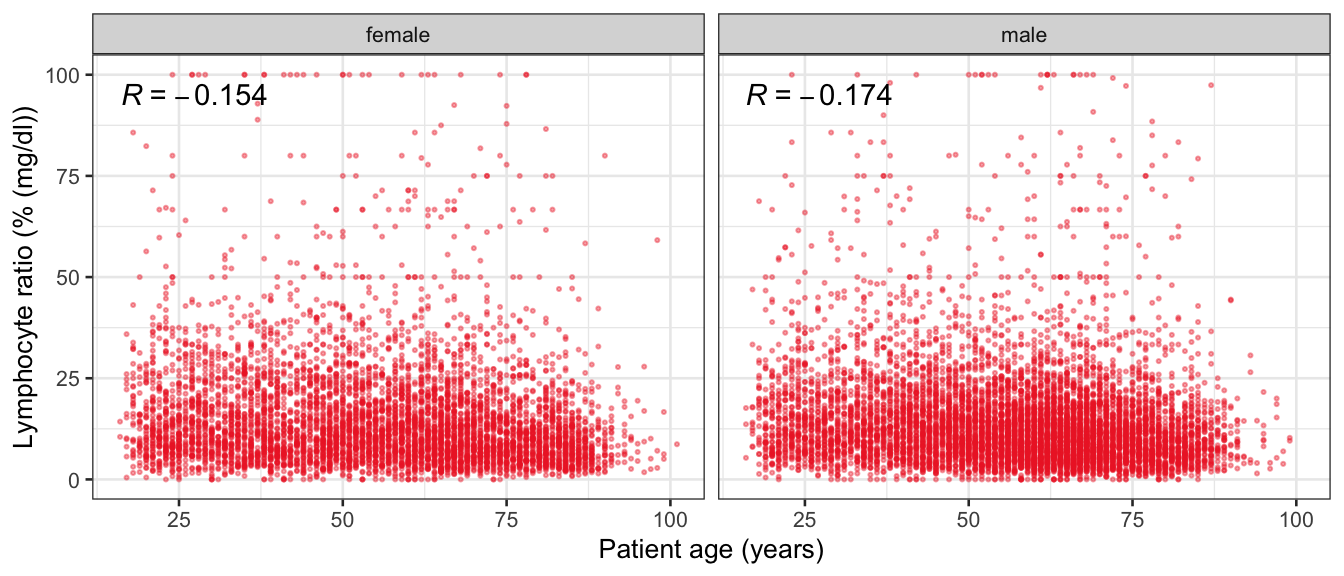 female
male
Lymphocyte ratio (% (mg/dl))
100
75
50
25
0
R = −0.154
R = −0.174
25
50
75
100
25
50
75
100
Patient age (years)